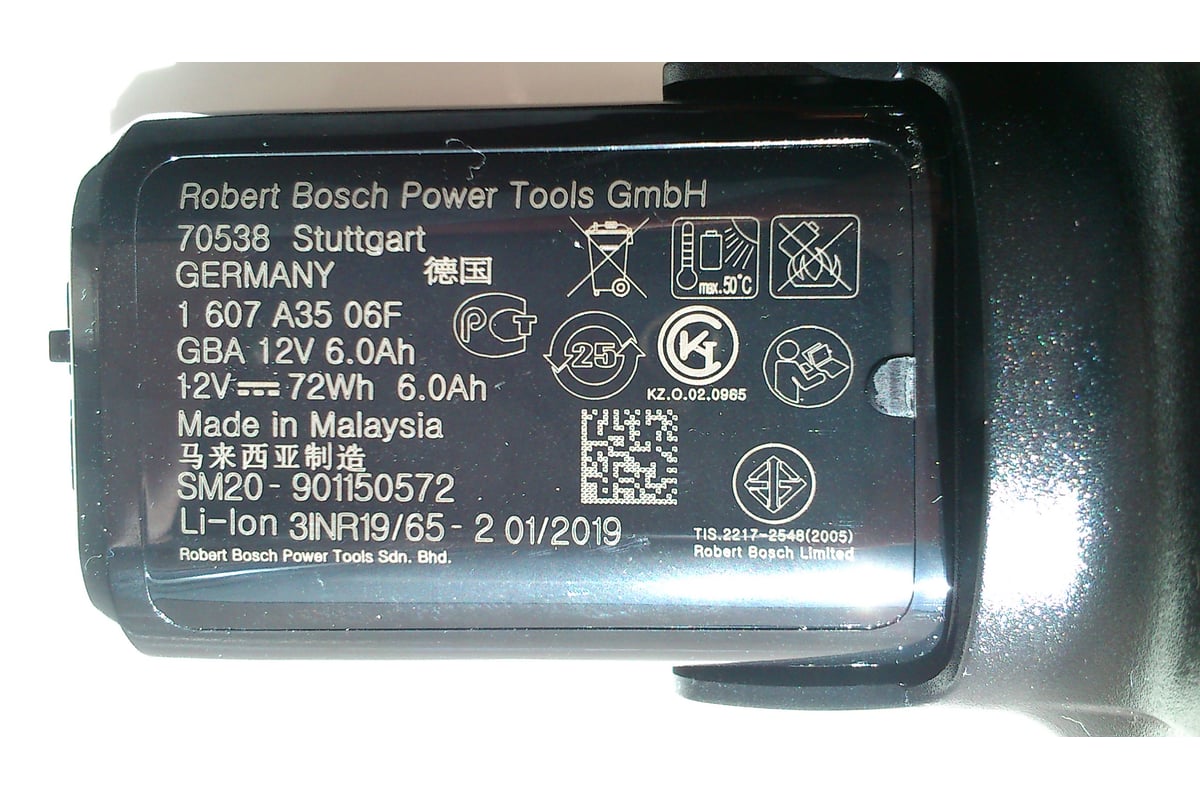 Robert Bosch Power Tools GmbH
70538 Stuttgart
GERMANY 德国
1 607 A35 06F
GBA 12V 6.0Ah
12V⎓ 72Wh 6.0Ah
Made in Malaysia
马来西亚制造
SM20 - 901150572
Li-Ion 3INR19/65 - 2 01/2019
Robert Bosch Power Tools Sdn. Bhd.
max.50°C
PCT
25
KZ.O.02.0965
TIS.2217-2548(2005)
Robert Bosch Limited